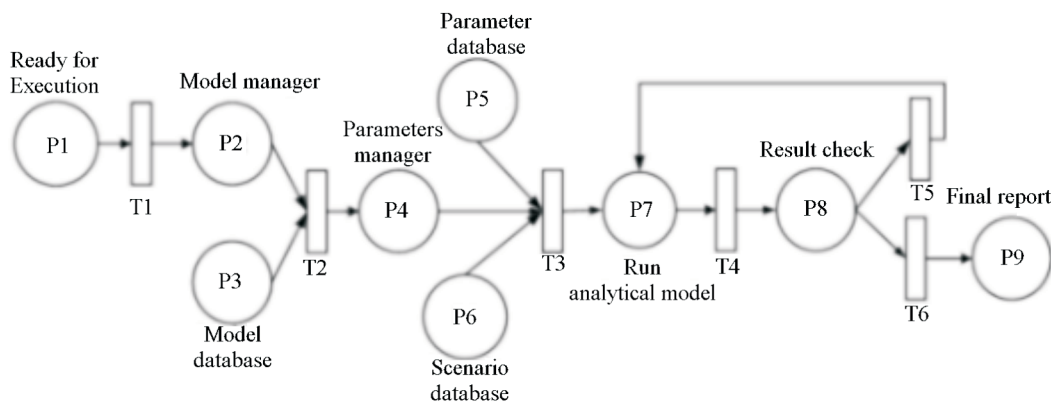 Ready for
Execution
P1
T1
Model manager
P2
P3
Model
database
T2
Parameters
manager
P4
Parameter
database
P5
P6
Scenario
database
T3
P7
Run
analytical model
T4
Result check
P8
T5
T6
Final report
P9